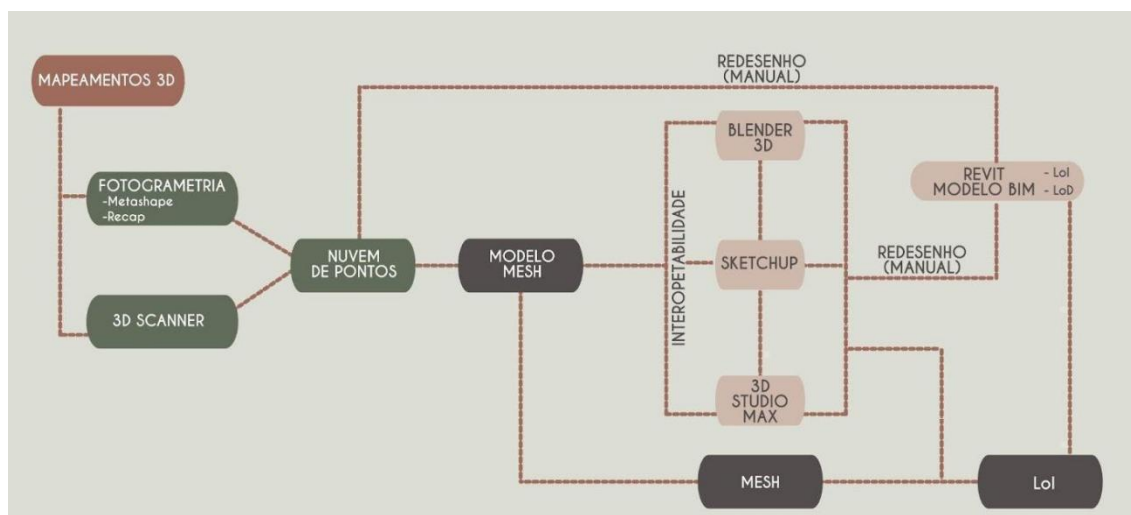 MAPEAMENTOS 3D
FOTOGRAMETRIA
-Metashape
-Recap
3D SCANNER
NUVEM
DE PONTOS
MODELO
MESH
INTEROPETABILIDADE
BLENDER
3D
SKETCHUP
3D
STUDIO
MAX
REDESENHO
(MANUAL)
REDESENHO
(MANUAL)
REVIT - LoI
MODELO BIM - LoD
MESH
LoI